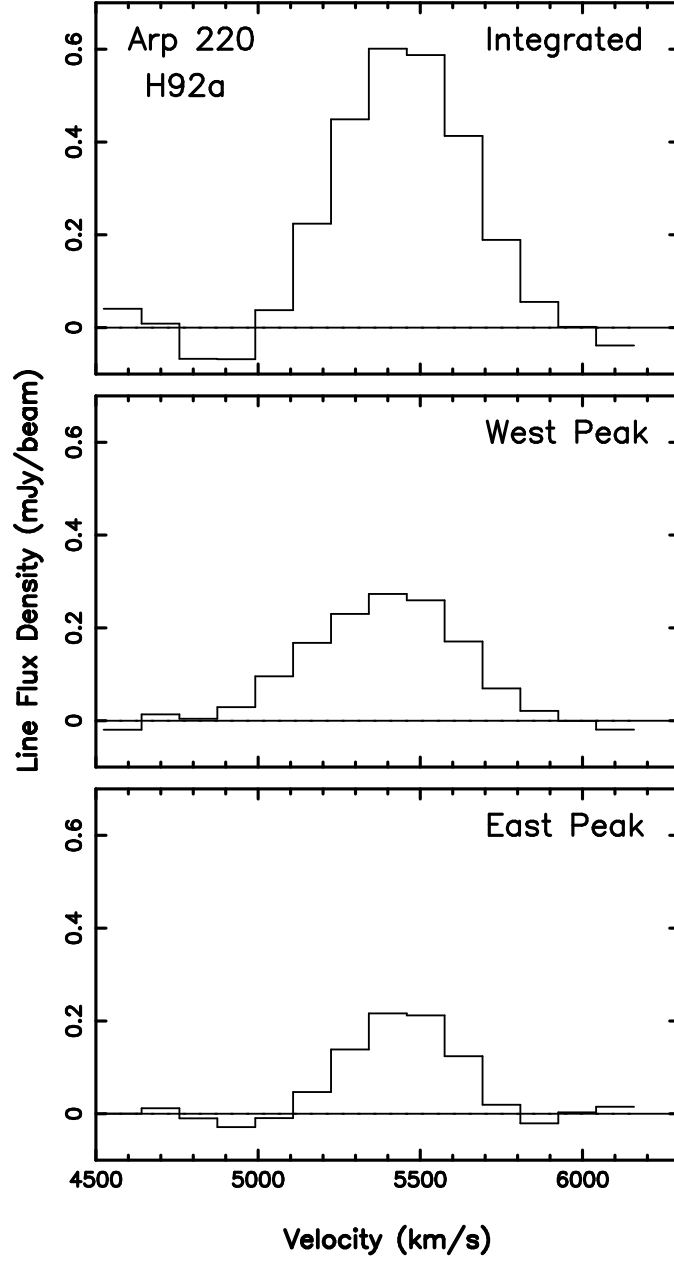 Arp 220
H92a
Integrated
0.6
0.4
0.2
0
West Peak
0.6
0.4
0.2
0
East Peak
0.6
0.4
0.2
0
4500 5000 5500 6000
Line Flux Density (mJy/beam)
Velocity (km/s)